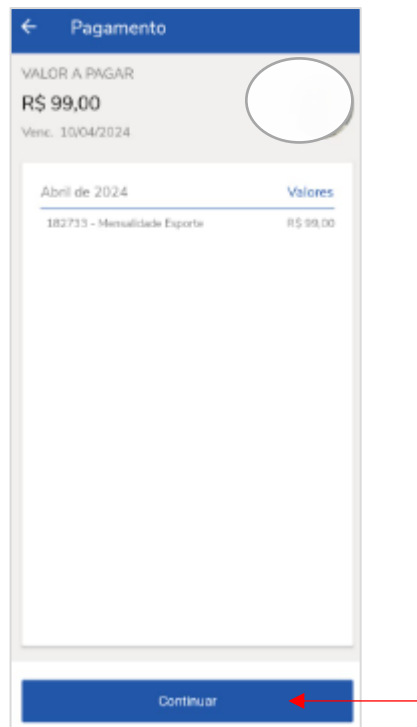 Pagamento
VALOR A PAGAR
R$ 99,00
Venc. 10/04/2024
Abril de 2024 Valores
182733 - Mensalidade Esporte R$ 99,00
Continuar